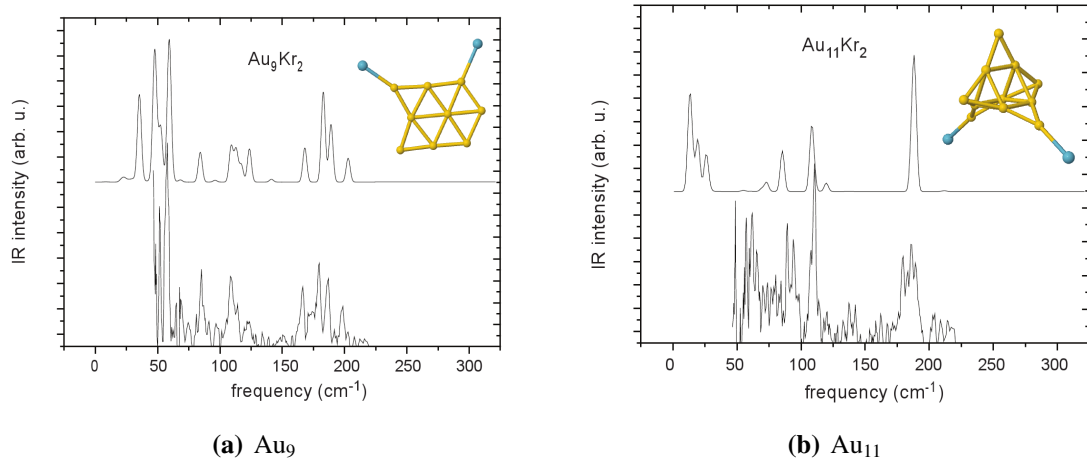 Au₉Kr₂
IR intensity (arb. u.)
0 50 100 150 200 250 300
frequency (cm⁻¹)
(a) Au₉
Au₁₁Kr₂
IR intensity (arb. u.)
0 50 100 150 200 250 300
frequency (cm⁻¹)
(b) Au₁₁